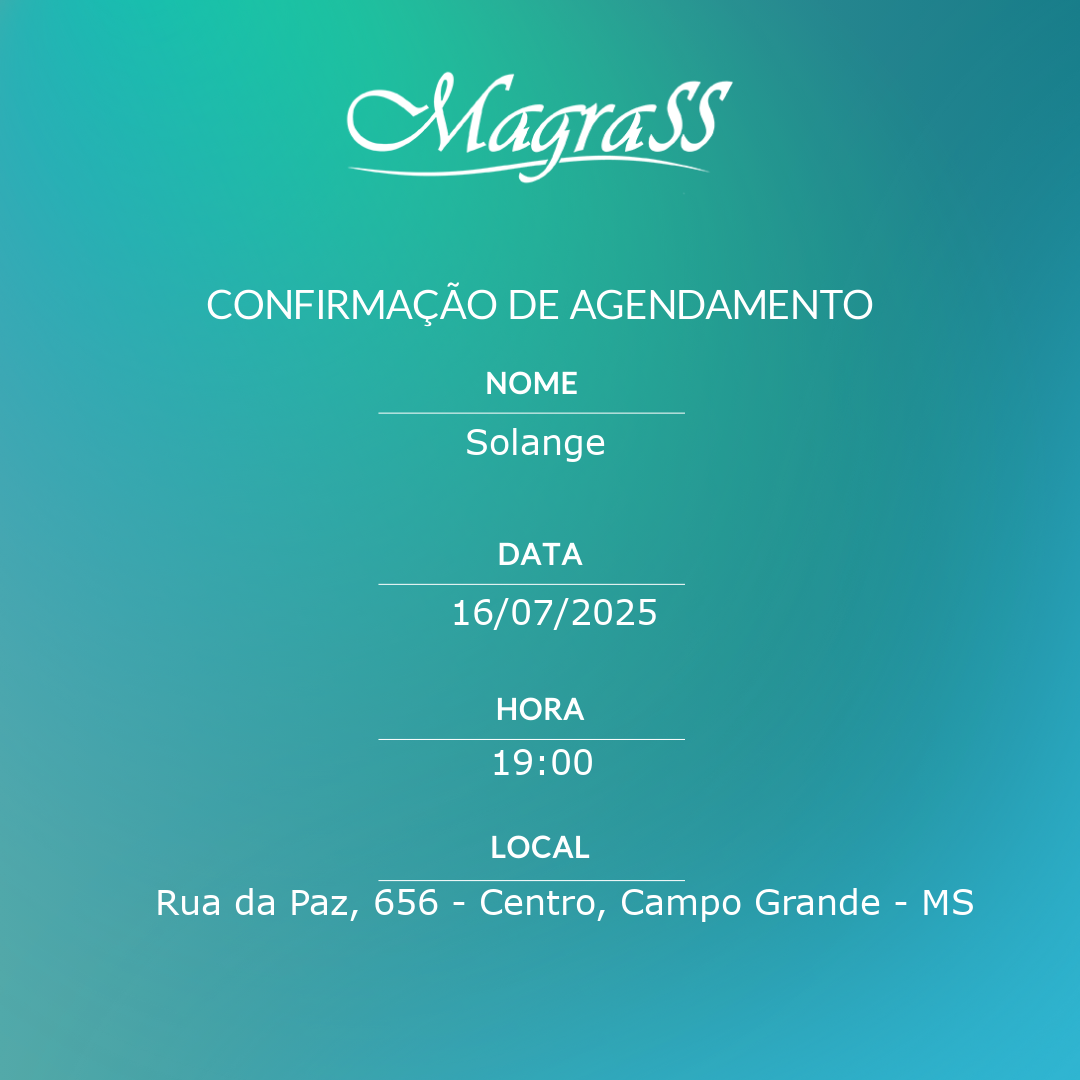 MagraSS
CONFIRMAÇÃO DE AGENDAMENTO
NOME
Solange
DATA
16/07/2025
HORA
19:00
LOCAL
Rua da Paz, 656 - Centro, Campo Grande - MS